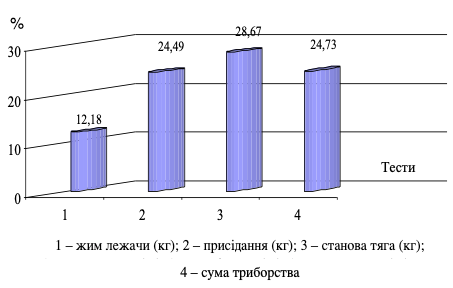 %
30
20
10
0
12,18
24,49
28,67
24,73
Тести
1 2 3 4
1 – жим лежачи (кг); 2 – присідання (кг); 3 – станова тяга (кг);
4 – сума триборства